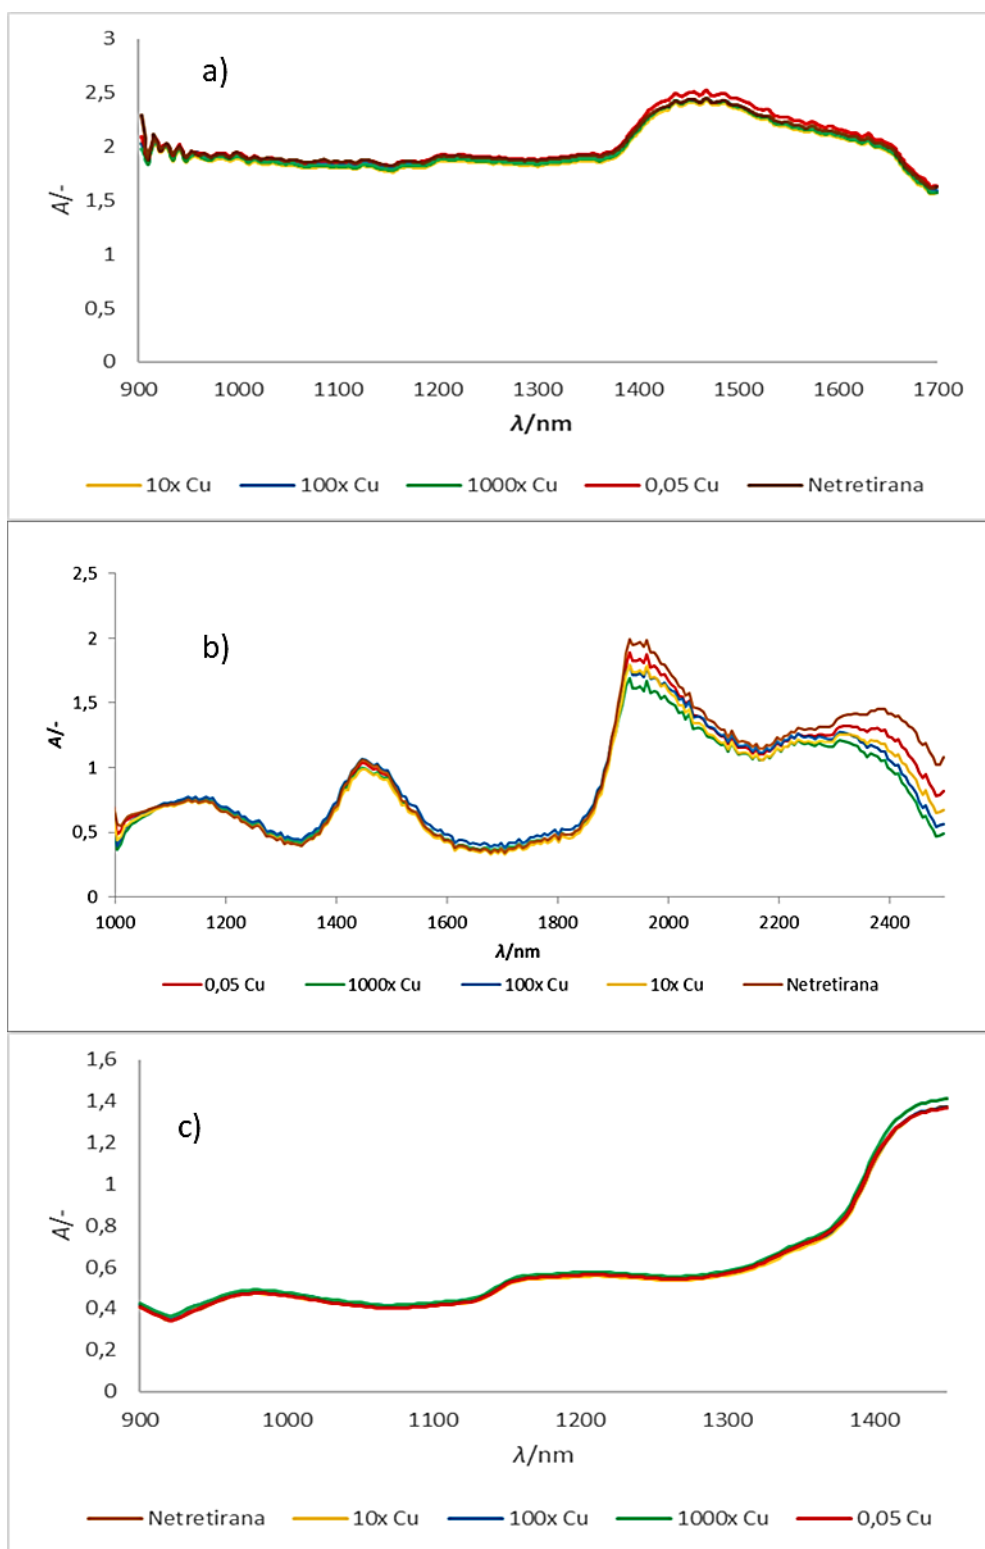 a)
3
2,5
2
1,5
1
0,5
0
A/-
900 1000 1100 1200 1300 1400 1500 1600 1700
λ/nm
10x Cu 100x Cu 1000x Cu 0,05 Cu Netretirana
b)
2,5
2
1,5
1
0,5
0
A/-
1000 1200 1400 1600 1800 2000 2200 2400
λ/nm
0,05 Cu 1000x Cu 100x Cu 10x Cu Netretirana
c)
1,6
1,4
1,2
1
0,8
0,6
0,4
0,2
0
A/-
900 1000 1100 1200 1300 1400
λ/nm
Netretirana 10x Cu 100x Cu 1000x Cu 0,05 Cu